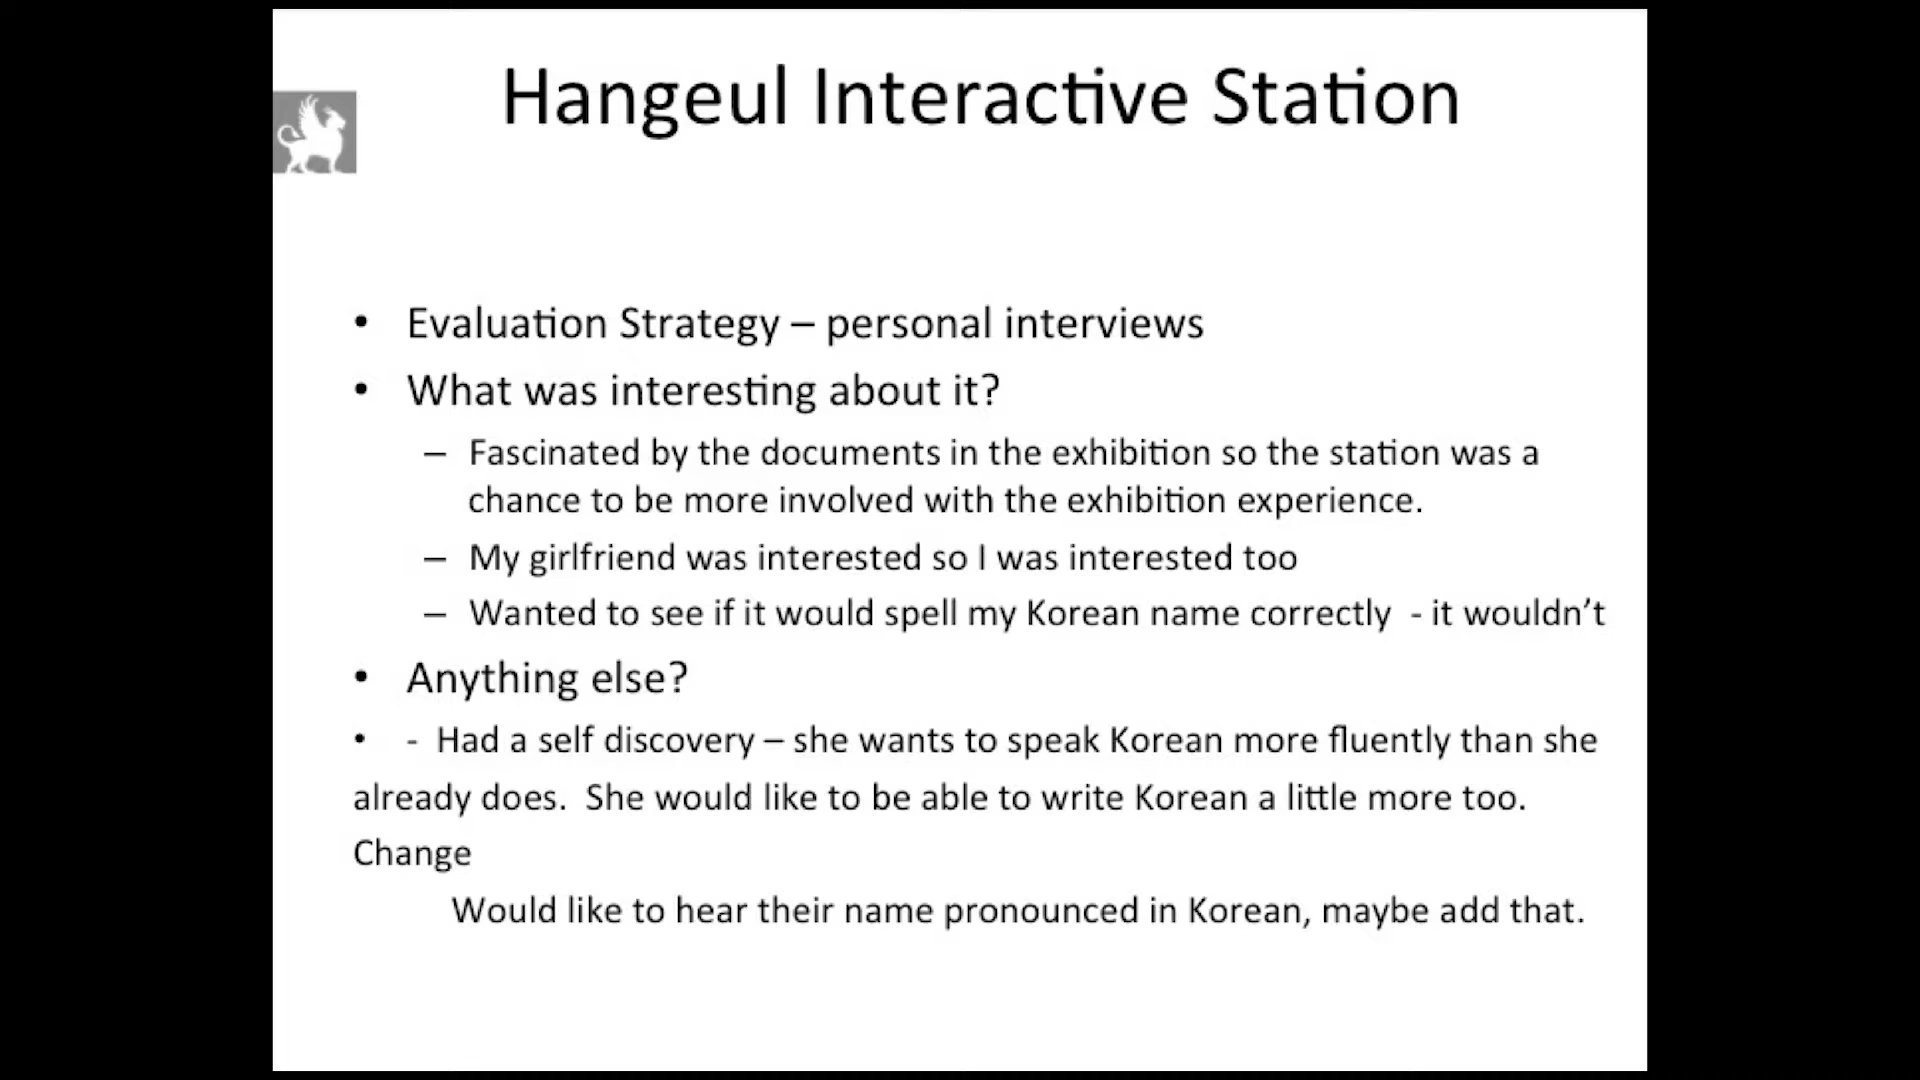 Hangeul Interactive Station
• Evaluation Strategy – personal interviews
• What was interesting about it?
– Fascinated by the documents in the exhibition so the station was a
chance to be more involved with the exhibition experience.
– My girlfriend was interested so I was interested too
– Wanted to see if it would spell my Korean name correctly - it wouldn’t
• Anything else?
• - Had a self discovery – she wants to speak Korean more fluently than she
already does. She would like to be able to write Korean a little more too.
Change
Would like to hear their name pronounced in Korean, maybe add that.